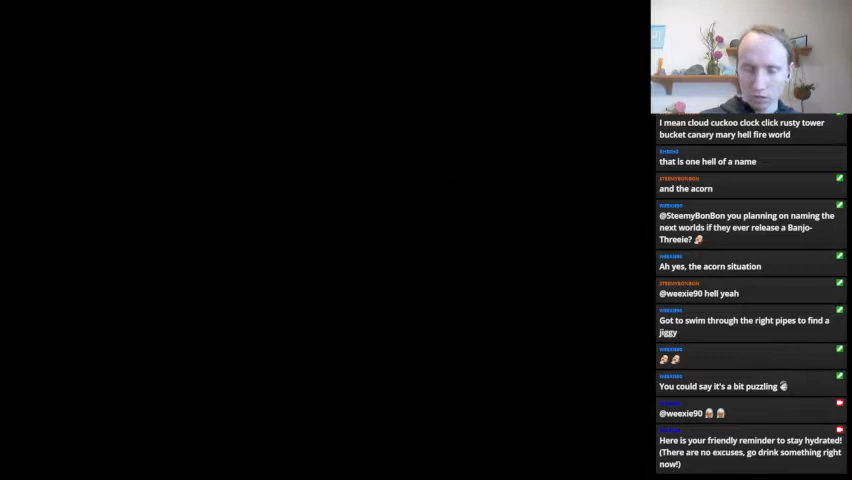 I mean cloud cuckoo clock click rusty tower
bucket canary mary hell fire world
that is one hell of a name
STEEMYBONBON
and the acorn
WEEXIE90
@SteemyBonBon you planning on naming the
next worlds if they ever release a Banjo-
Threeie?
WEEXIE90
Ah yes, the acorn situation
STEEMYBONBON
@weexie90 hell yeah
WEEXIE90
Got to swim through the right pipes to find a
jiggy
WEEXIE90
WEEXIE90
You could say it's a bit puzzling
@weexie90
Here is your friendly reminder to stay hydrated!
(There are no excuses, go drink something right
now!)